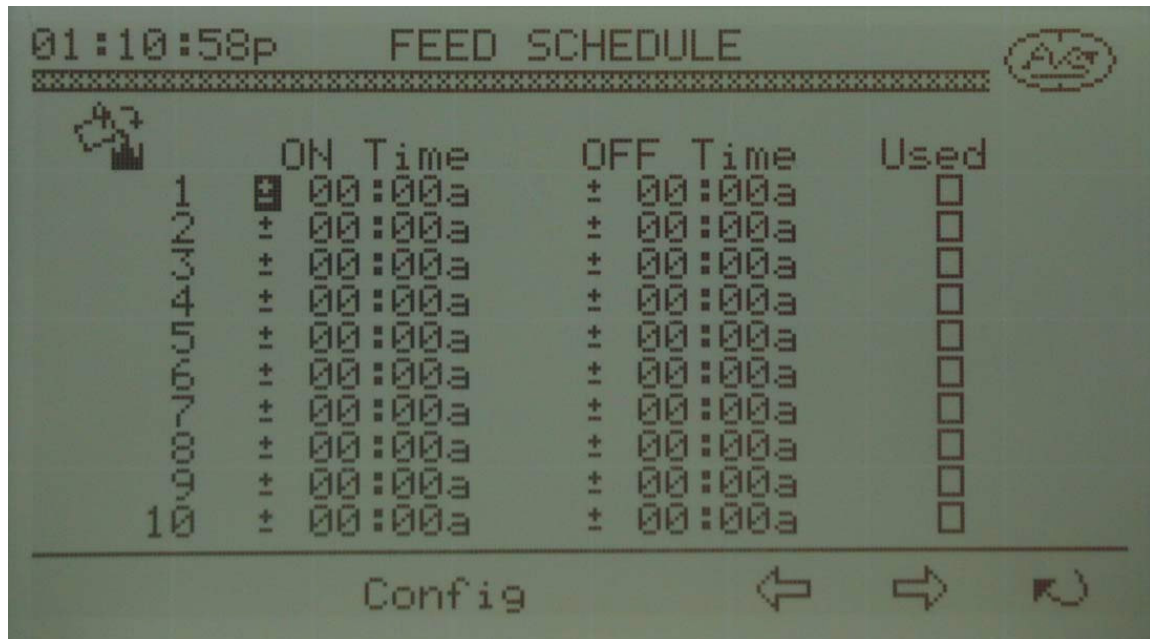 01:10:58p FEED SCHEDULE
ON Time OFF Time Used
1 ± 00:00a ± 00:00a
2 ± 00:00a ± 00:00a
3 ± 00:00a ± 00:00a
4 ± 00:00a ± 00:00a
5 ± 00:00a ± 00:00a
6 ± 00:00a ± 00:00a
7 ± 00:00a ± 00:00a
8 ± 00:00a ± 00:00a
9 ± 00:00a ± 00:00a
10 ± 00:00a ± 00:00a
Config